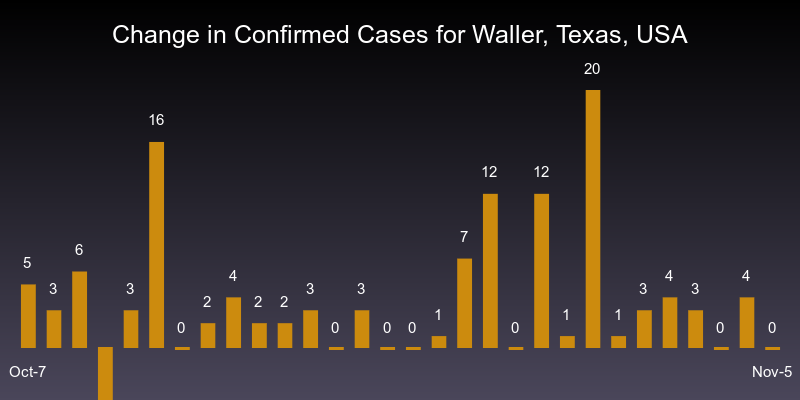 Change in Confirmed Cases for Waller, Texas, USA
5 3 6 3 16 0 2 4 2 2 3 0 3 0 0 1 7 12 0 12 1 20 1 3 4 3 0 4 0
Oct-7 Nov-5